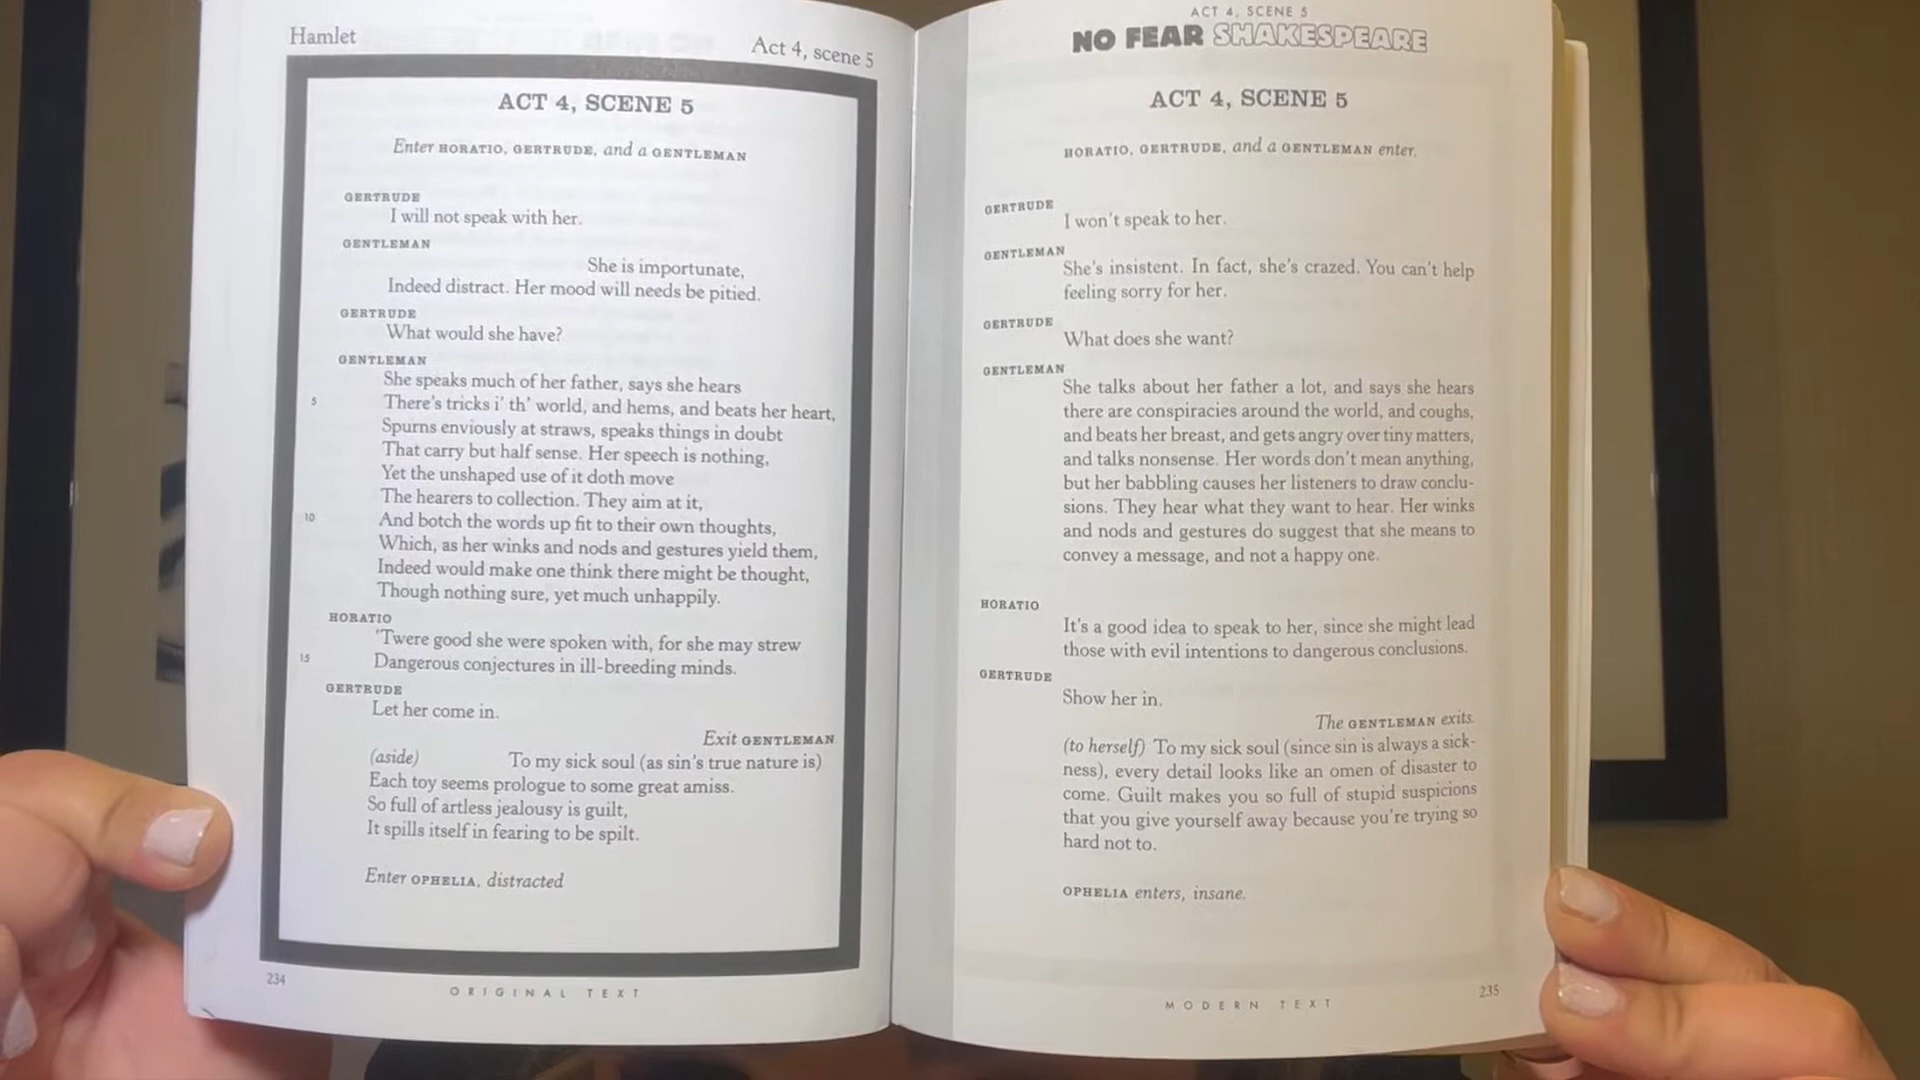 Hamlet
Act 4, scene 5
ACT 4, SCENE 5
Enter HORATIO, GERTRUDE, and a GENTLEMAN
GERTRUDE
I will not speak with her.
GENTLEMAN
She is importunate,
Indeed distract. Her mood will needs be pitied.
GERTRUDE
What would she have?
GENTLEMAN
She speaks much of her father, says she hears
5 There's tricks i' th' world, and hems, and beats her heart,
Spurns enviously at straws, speaks things in doubt
That carry but half sense. Her speech is nothing,
Yet the unshaped use of it doth move
The hearers to collection. They aim at it,
10 And botch the words up fit to their own thoughts,
Which, as her winks and nods and gestures yield them,
Indeed would make one think there might be thought,
Though nothing sure, yet much unhappily.
HORATIO
'Twere good she were spoken with, for she may strew
15 Dangerous conjectures in ill-breeding minds.
GERTRUDE
Let her come in.
Exit GENTLEMAN
(aside) To my sick soul (as sin's true nature is)
Each toy seems prologue to some great amiss.
So full of artless jealousy is guilt,
It spills itself in fearing to be spilt.
Enter OPHELIA, distracted
234
ORIGINAL TEXT
ACT 4, SCENE 5
NO FEAR SHAKESPEARE
ACT 4, SCENE 5
HORATIO, GERTRUDE, and a GENTLEMAN enter.
GERTRUDE
I won't speak to her.
GENTLEMAN
She's insistent. In fact, she's crazed. You can't help
feeling sorry for her.
GERTRUDE
What does she want?
GENTLEMAN
She talks about her father a lot, and says she hears
there are conspiracies around the world, and coughs,
and beats her breast, and gets angry over tiny matters,
and talks nonsense. Her words don't mean anything,
but her babbling causes her listeners to draw conclu-
sions. They hear what they want to hear. Her winks
and nods and gestures do suggest that she means to
convey a message, and not a happy one.
HORATIO
It's a good idea to speak to her, since she might lead
those with evil intentions to dangerous conclusions.
GERTRUDE
Show her in.
The GENTLEMAN exits.
(to herself) To my sick soul (since sin is always a sick-
ness), every detail looks like an omen of disaster to
come. Guilt makes you so full of stupid suspicions
that you give yourself away because you're trying so
hard not to.
OPHELIA enters, insane.
235
MODERN TEXT